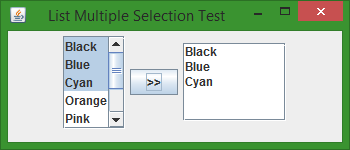 List Multiple Selection Test
Black
Blue
Cyan
Orange
Pink
>>
Black
Blue
Cyan